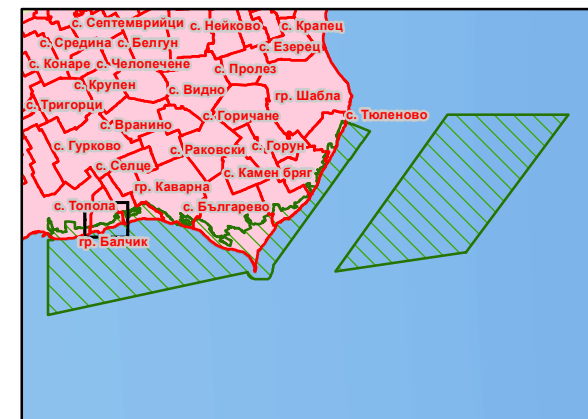 с. Септемврийци
с. Нейково
с. Крапец
с. Средина
с. Белгун
с. Езерец
с. Конаре
с. Челопечене
с. Пролез
с. Крупен
с. Видно
гр. Шабла
с. Тригорци
с. Вранино
с. Горичане
с. Тюленово
с. Гурково
с. Раковски
с. Горун
с. Селце
с. Камен бряг
гр. Каварна
с. Топола
с. Българево
гр. Балчик